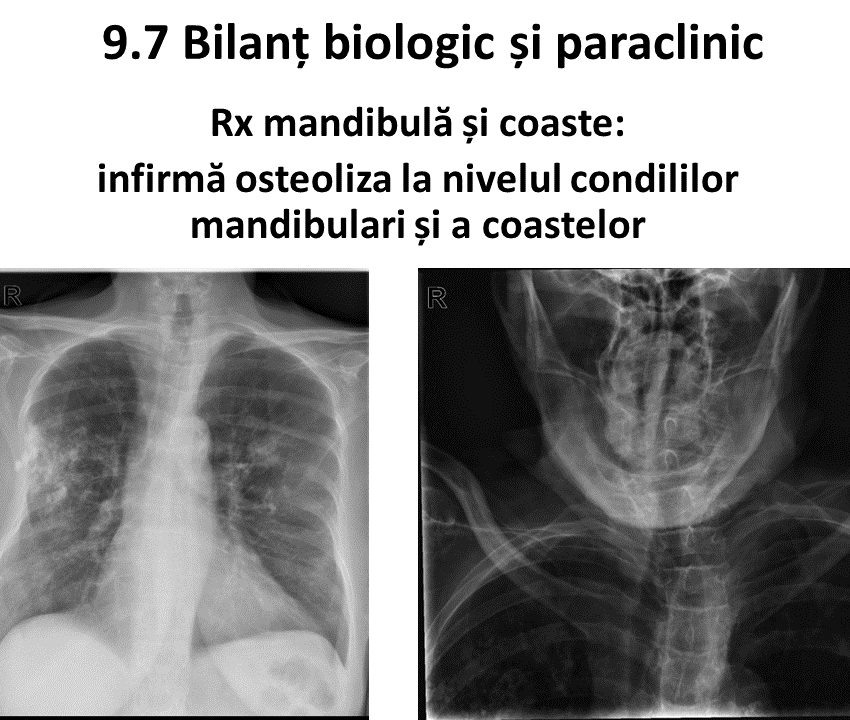 9.7 Bilanț biologic și paraclinic
Rx mandibulă și coaste:
infirmă osteoliza la nivelul condililor
mandibulari și a coastelor
R
R